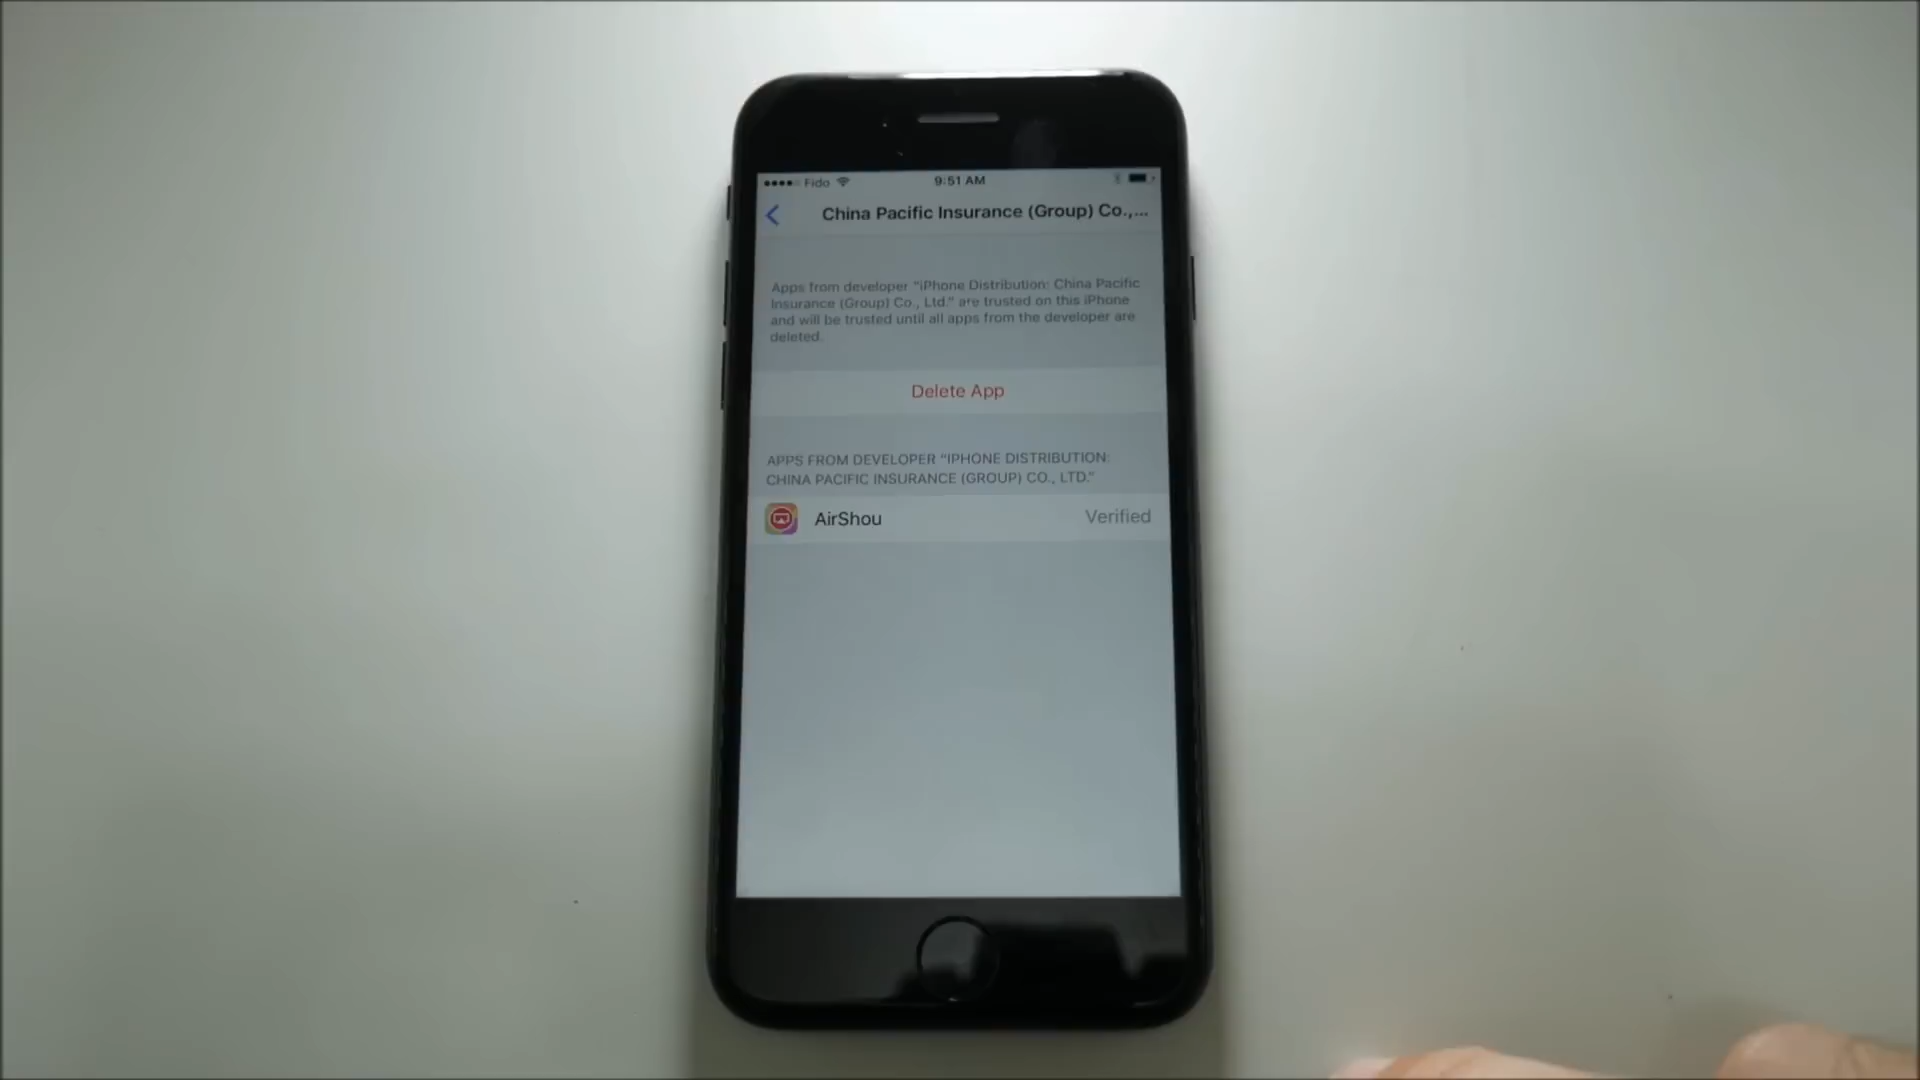 Fido 9:51 AM
China Pacific Insurance (Group) Co.,...
Apps from developer "iPhone Distribution: China Pacific
Insurance (Group) Co., Ltd." are trusted on this iPhone
and will be trusted until all apps from the developer are
deleted.
Delete App
APPS FROM DEVELOPER "IPHONE DISTRIBUTION:
CHINA PACIFIC INSURANCE (GROUP) CO., LTD."
AirShou Verified